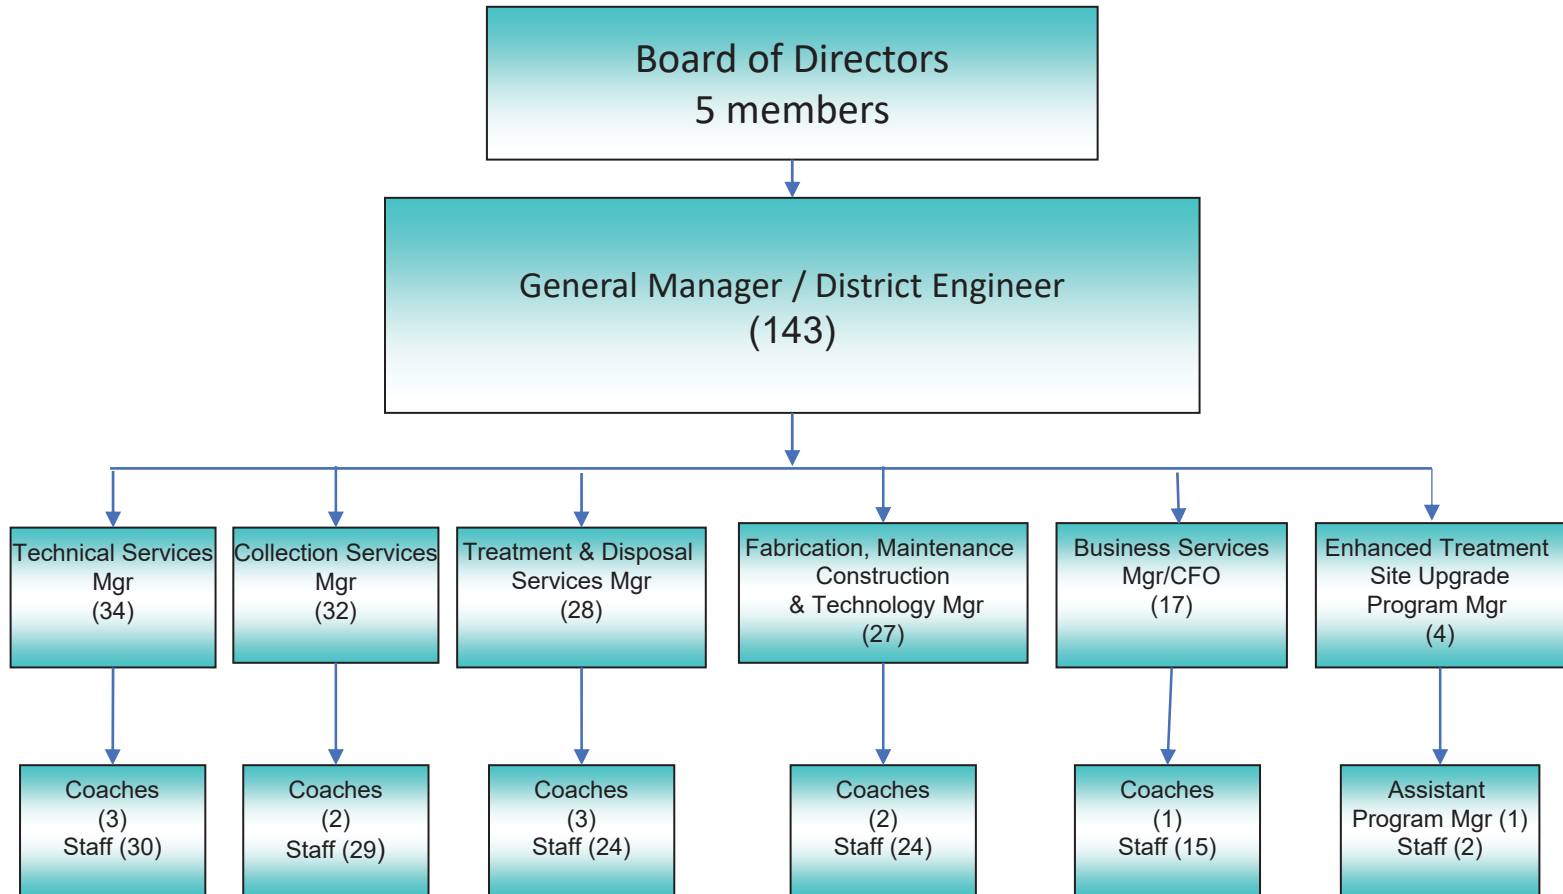 Board of Directors
5 members
General Manager / District Engineer
(143)
Technical Services
Mgr
(34)
Collection Services
Mgr
(32)
Treatment & Disposal
Services Mgr
(28)
Fabrication, Maintenance
Construction
& Technology Mgr
(27)
Business Services
Mgr/CFO
(17)
Enhanced Treatment
Site Upgrade
Program Mgr
(4)
Coaches
(3)
Staff (30)
Coaches
(2)
Staff (29)
Coaches
(3)
Staff (24)
Coaches
(2)
Staff (24)
Coaches
(1)
Staff (15)
Assistant
Program Mgr (1)
Staff (2)